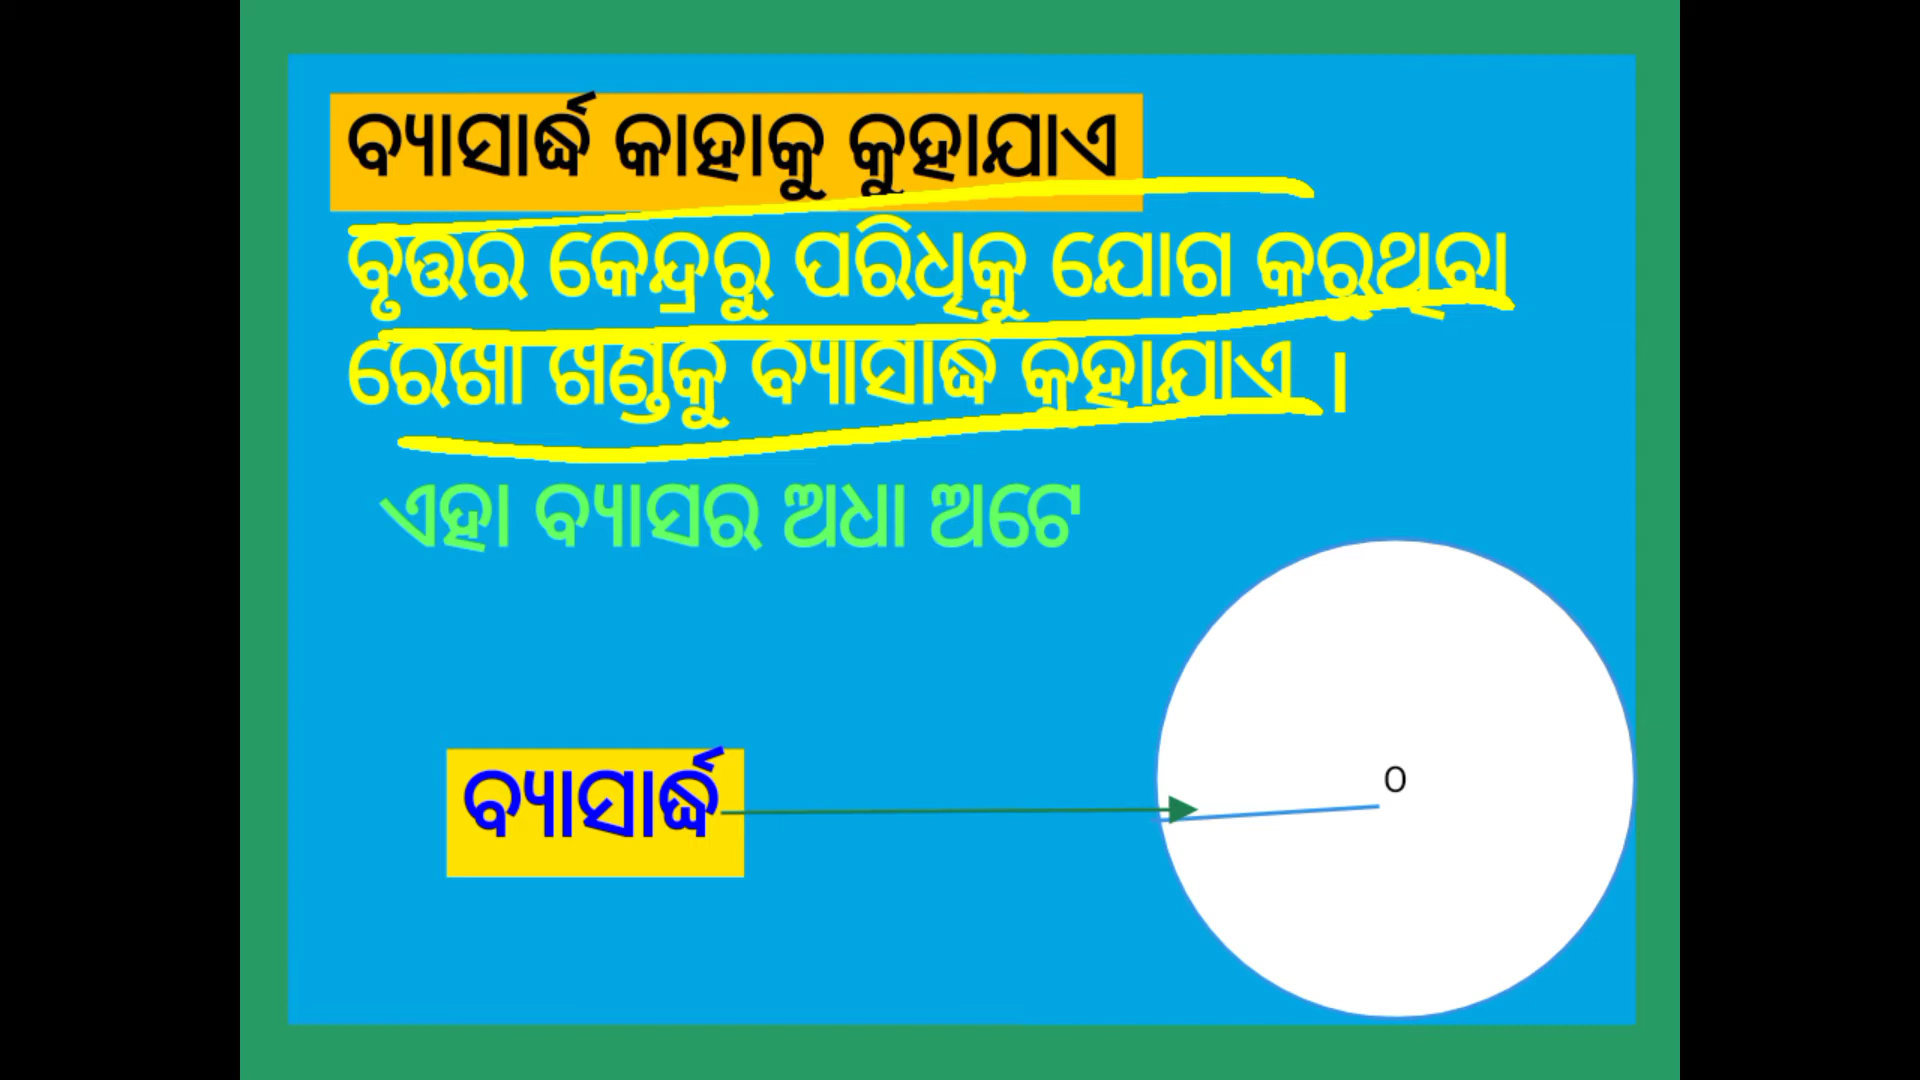 ବ୍ୟାସାର୍ଦ୍ଧ କାହାକୁ କୁହାଯାଏ
ବୃତ୍ତର କେନ୍ଦ୍ରରୁ ପରିଧିକୁ ଯୋଗ କରୁଥିବା
ରେଖା ଖଣ୍ଡକୁ ବ୍ୟାସାର୍ଦ୍ଧ କୁହାଯାଏ ।
ଏହା ବ୍ୟାସର ଅଧା ଅଟେ
ବ୍ୟାସାର୍ଦ୍ଧ
O